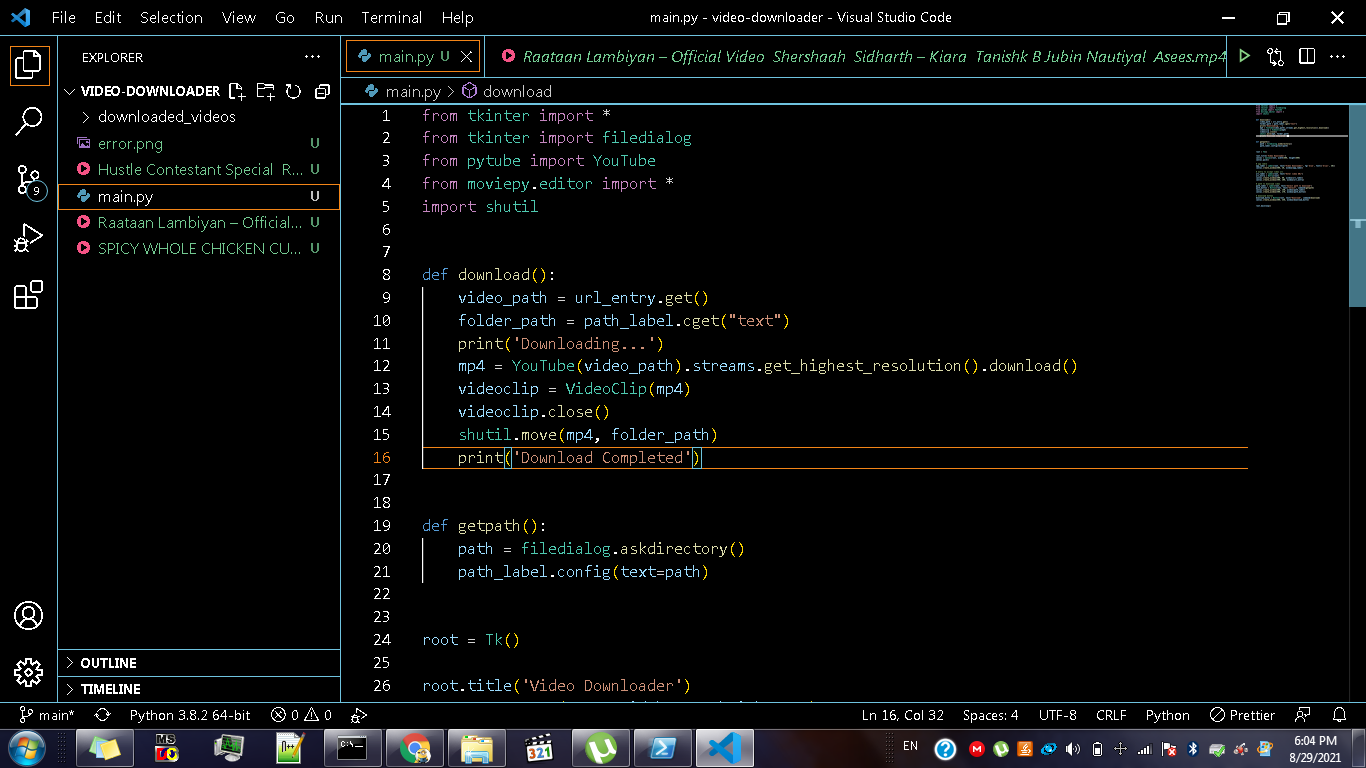 File Edit Selection View Go Run Terminal Help main.py - video-downloader - Visual Studio Code
EXPLORER
main.py U
Raataan Lambiyan – Official Video Shershaah Sidharth – Kiara Tanishk B Jubin Nautiyal Asees.mp4
VIDEO-DOWNLOADER
main.py > download
downloaded_videos
error.png U
Hustle Contestant Special R... U
main.py U
Raataan Lambiyan – Official... U
SPICY WHOLE CHICKEN CU... U
9
1 from tkinter import *
2 from tkinter import filedialog
3 from pytube import YouTube
4 from moviepy.editor import *
5 import shutil
6
7
8 def download():
9 video_path = url_entry.get()
10 folder_path = path_label.cget("text")
11 print('Downloading...')
12 mp4 = YouTube(video_path).streams.get_highest_resolution().download()
13 videoclip = VideoClip(mp4)
14 videoclip.close()
15 shutil.move(mp4, folder_path)
16 print('Download Completed')
17
18
19 def getpath():
20 path = filedialog.askdirectory()
21 path_label.config(text=path)
22
23
24 root = Tk()
25
26 root.title('Video Downloader')
OUTLINE
TIMELINE
main* Python 3.8.2 64-bit 0 0 Ln 16, Col 32 Spaces: 4 UTF-8 CRLF Python Prettier
MS
C:\_
321
EN
6:04 PM
8/29/2021